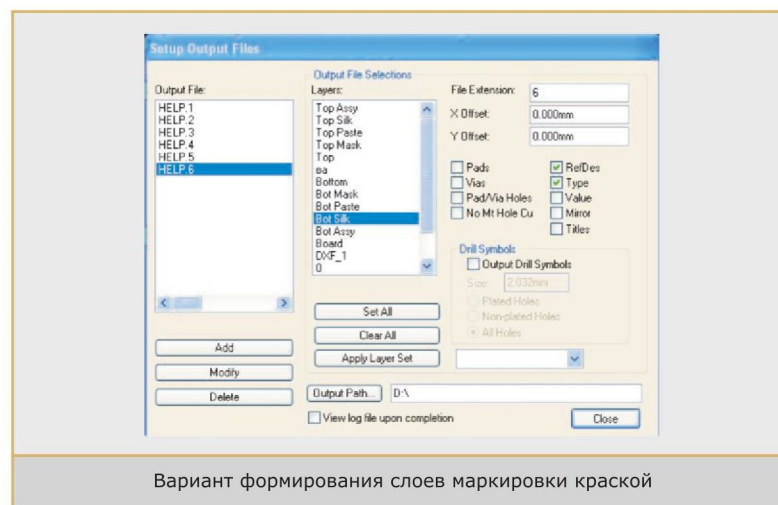 Setup Output Files
Output File:
HELP.1
HELP.2
HELP.3
HELP.4
HELP.5
HELP.6
Add
Modify
Delete
Output File Selections
Layers:
Top Assy
Top Silk
Top Paste
Top Mask
Top
ва
Bottom
Bot Mask
Bot Paste
Bot Silk
Bot Assy
Board
DXF_1
0
Set All
Clear All
Apply Layer Set
File Extension: 6
X Offset: 0.000mm
Y Offset: 0.000mm
Pads
Vias
Pad/Via Holes
No Mt Hole Cu
RefDes
Type
Value
Mirror
Titles
Drill Symbols
Output Drill Symbols
Size: 2.032mm
Plated Holes
Non-plated Holes
All Holes
Output Path... D:\
View log file upon completion
Close
Вариант формирования слоев маркировки краской